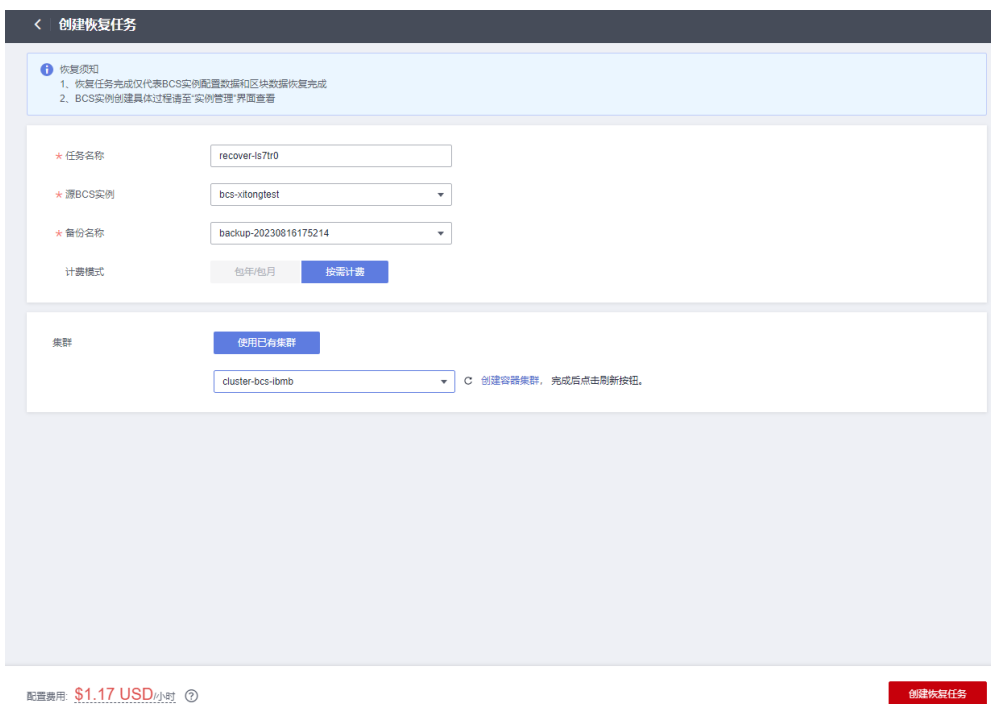 创建恢复任务
恢复须知
1、恢复任务完成仅代表BCS实例配置数据和区块数据恢复完成
2、BCS实例创建具体过程请至“实例管理”界面查看
* 任务名称 recover-ls7tr0
* 源BCS实例 bcs-xitongtest
* 备份名称 backup-20230816175214
计费模式 包年/包月 按需计费
集群 使用已有集群
cluster-bcs-ibmb 创建容器集群， 完成后点击刷新按钮。
配置费用: $1.17 USD/小时 创建恢复任务